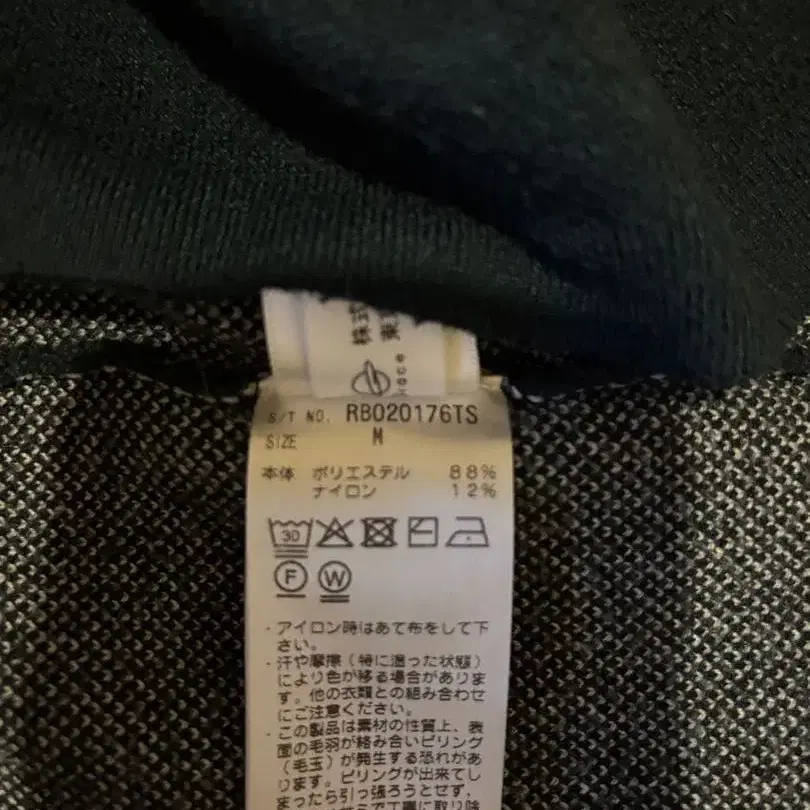 株式
東京
ace
S/T NO. RB020176TS
SIZE M
本体 ポリエステル 88%
ナイロン 12%
30
F W
・アイロン時はあて布をして下
さい。
・汗や摩擦(特に湿った状態)
により色が移る場合がありま
す。他の衣類との組み合わせ
にご注意ください。
・この製品は素材の性質上、表
面の毛羽が絡み合いピリング
(毛玉)が発生する恐れがあ
ります。ピリングが出来てし
まったら引っ張ろうとせず、